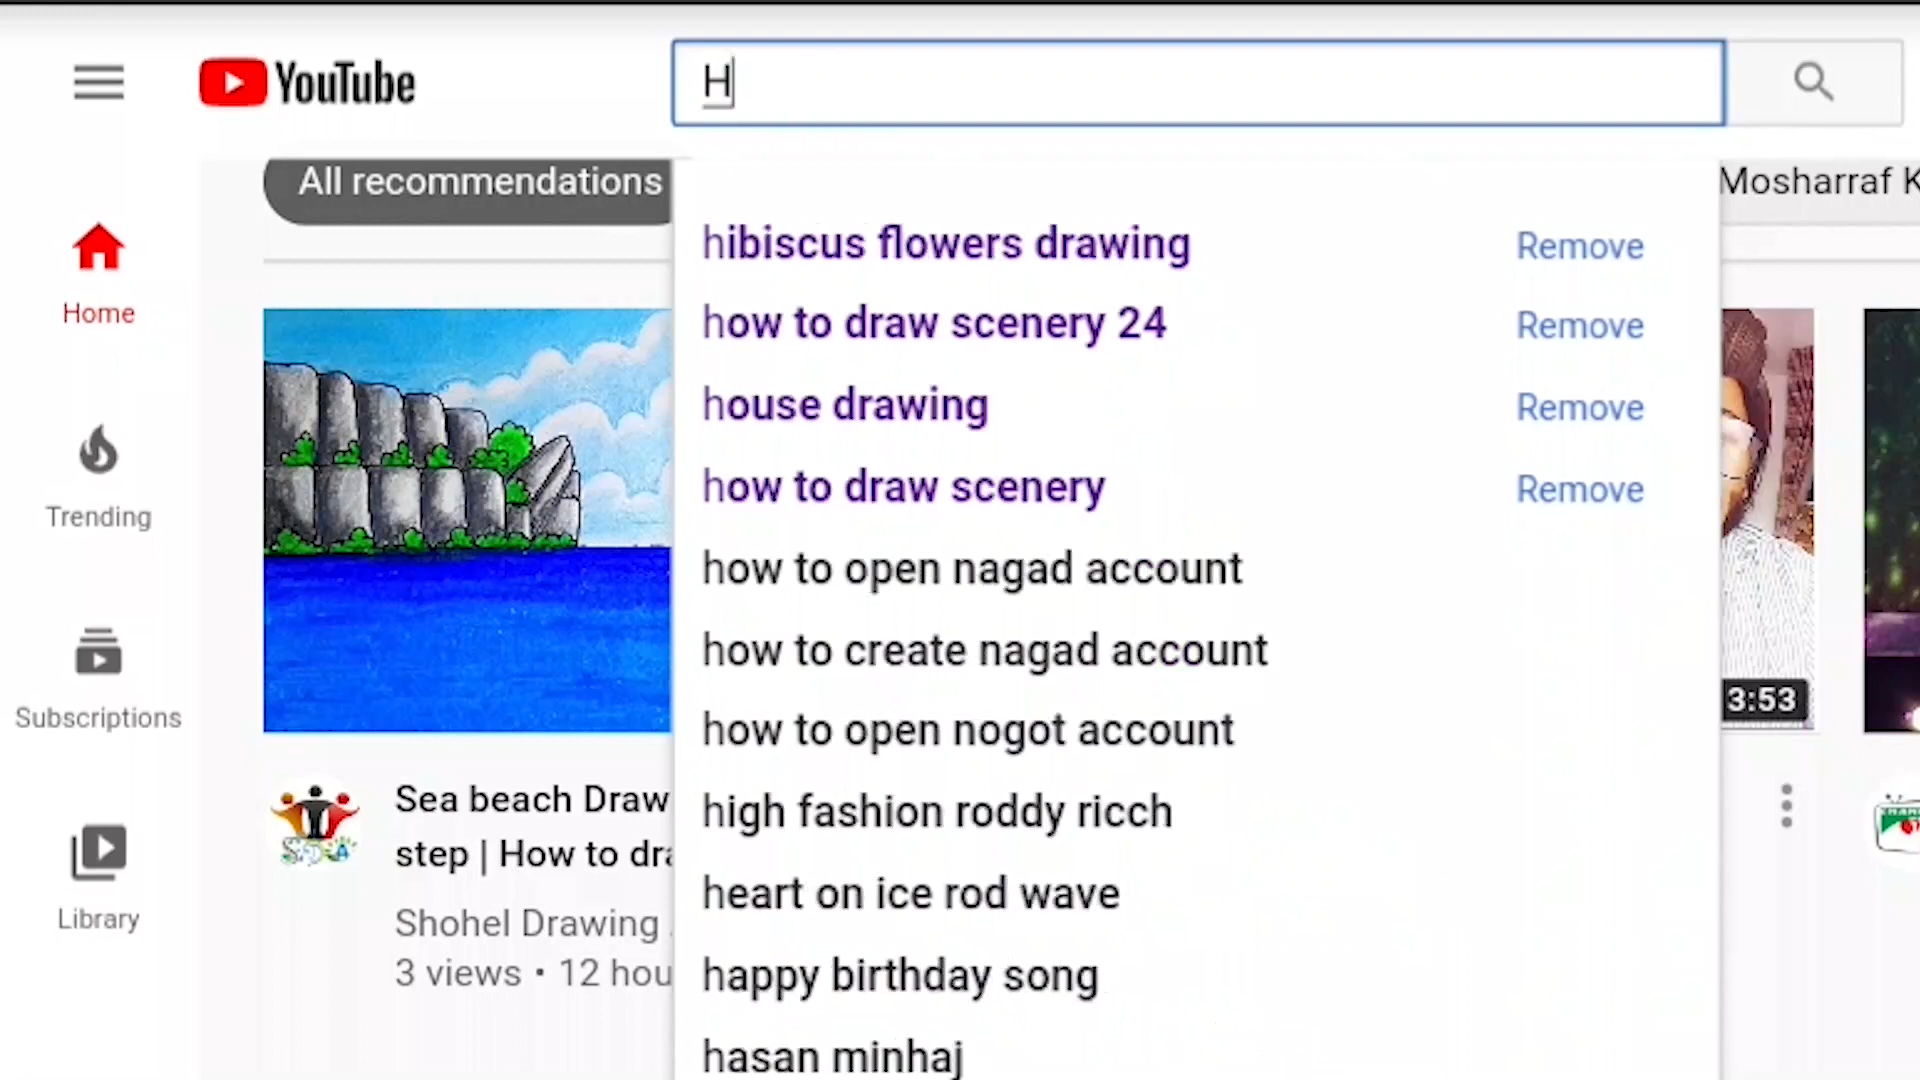 YouTube
H
All recommendations
Mosharraf K
hibiscus flowers drawing Remove
how to draw scenery 24 Remove
house drawing Remove
how to draw scenery Remove
how to open nagad account
how to create nagad account
how to open nogot account
high fashion roddy ricch
heart on ice rod wave
happy birthday song
hasan minhaj
Home
Trending
Subscriptions
Library
3:53
Sea beach Draw
step | How to dra
Shohel Drawing
3 views • 12 hou